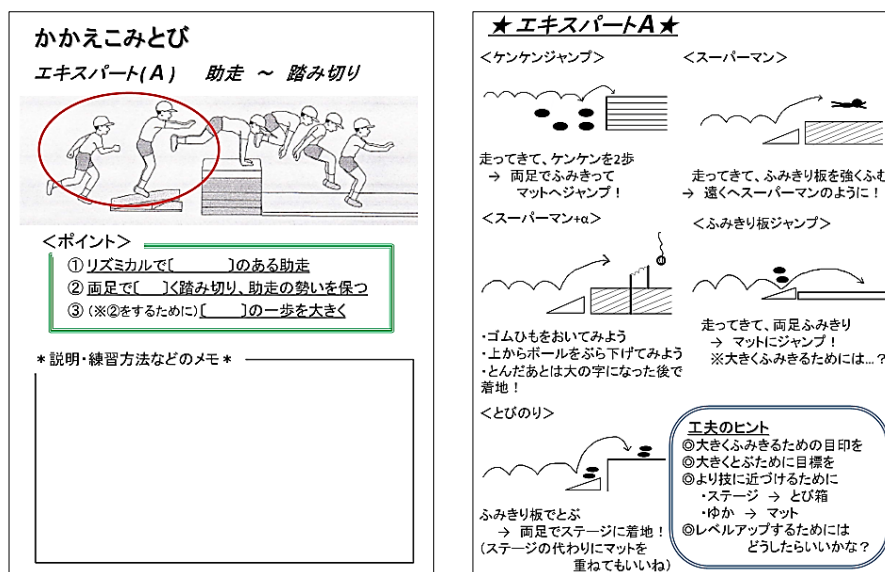 かかえこみとび
エキスパート(A) 助走 ～ 踏み切り
＜ポイント＞
① リズミカルで[ ]のある助走
② 両足で[ ]く踏み切り、助走の勢いを保つ
③ (※②をするために)[ ]の一歩を大きく
＊説明・練習方法などのメモ＊
★エキスパートA★
＜ケンケンジャンプ＞
走ってきて、ケンケンを2歩
→ 両足でふみきって
マットへジャンプ！
＜スーパーマン＞
走ってきて、ふみきり板を強くふむ
→ 遠くへスーパーマンのように！
＜スーパーマン+α＞
・ゴムひもをおいてみよう
・上からボールをぶら下げてみよう
・とんだあとは大の字になった後で
着地！
＜ふみきり板ジャンプ＞
走ってきて、両足ふみきり
→ マットにジャンプ！
※大きくふみきるためには…？
＜とびのり＞
ふみきり板でとぶ
→ 両足でステージに着地！
(ステージの代わりにマットを
重ねてもいいね)
工夫のヒント
◎大きくふみきるための目印を
◎大きくとぶために目標を
◎より技に近づけるために
・ステージ → とび箱
・ゆか → マット
◎レベルアップするためには
どうしたらいいかな？